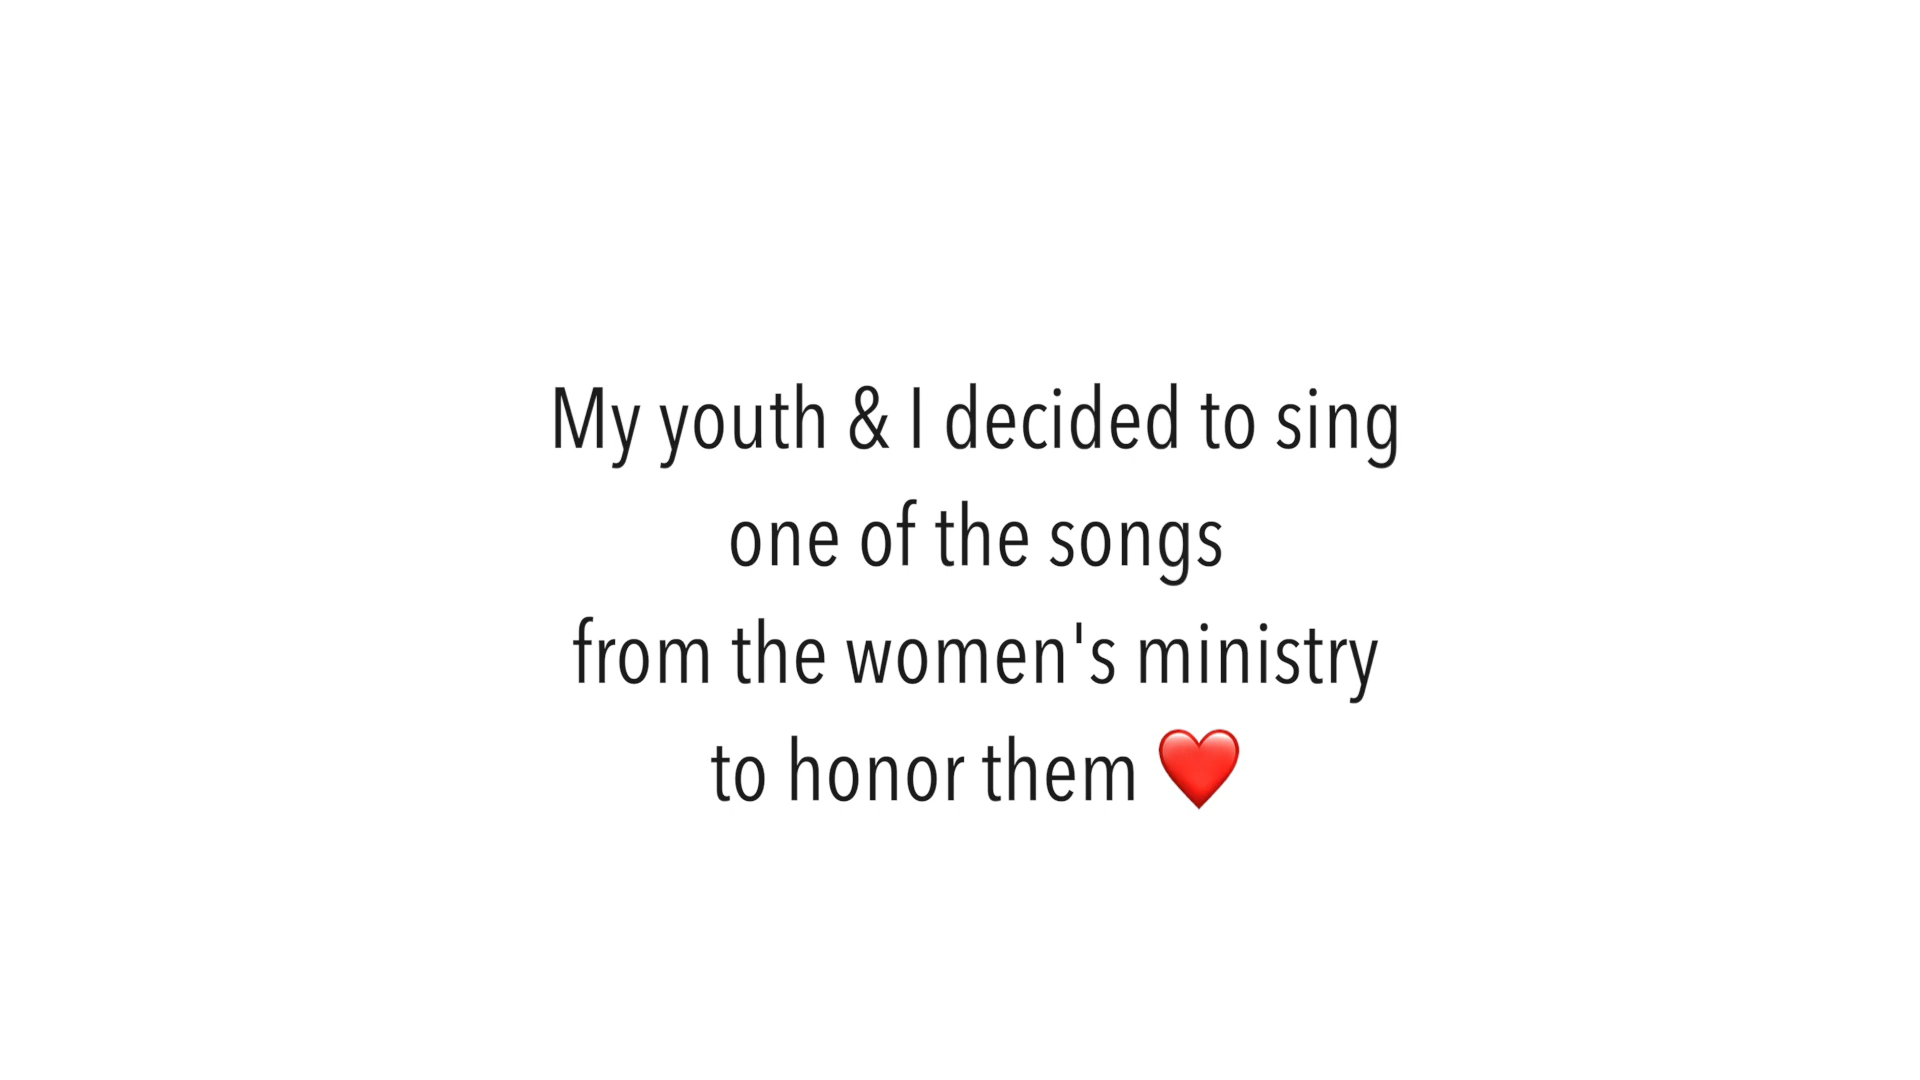 My youth & I decided to sing
one of the songs
from the women's ministry
to honor them ❤️